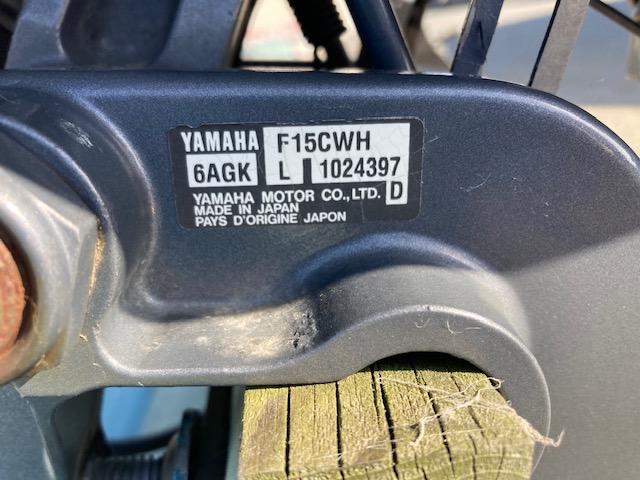 YAMAHA F15CWH
6AGK L 1024397
YAMAHA MOTOR CO., LTD. D
MADE IN JAPAN
PAYS D'ORIGINE JAPON